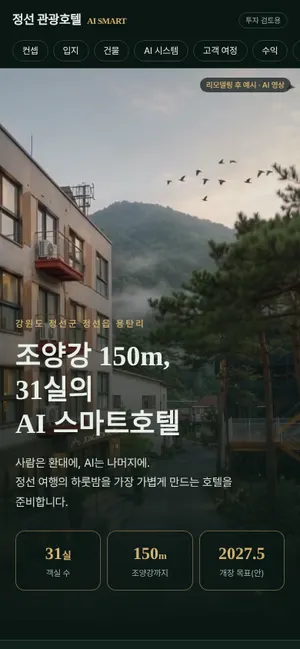 정선 관광호텔 AI SMART
투자 검토용
컨셉 입지 건물 AI 시스템 고객 여정 수익
리모델링 후 예시 · AI 영상
강원도 정선군 정선읍 용탄리
조양강 150m,
31실의
AI 스마트호텔
사람은 환대에, AI는 나머지에.
정선 여행의 하룻밤을 가장 가볍게 만드는 호텔을
준비합니다.
31실 150m 2027.5
객실 수 조양강까지 개장 목표(안)